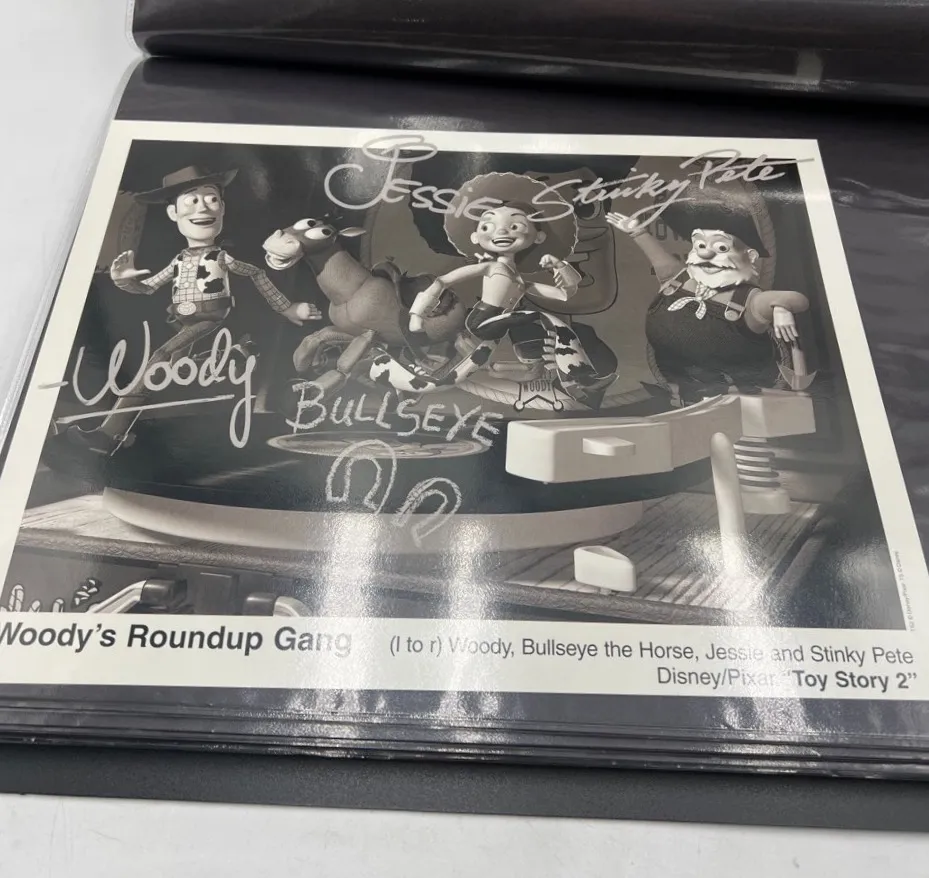 Jessie
Stinky Pete
Woody
BULLSEYE
WOODY
Woody's Roundup Gang
(l to r) Woody, Bullseye the Horse, Jessie and Stinky Pete
Disney/Pixar "Toy Story 2"